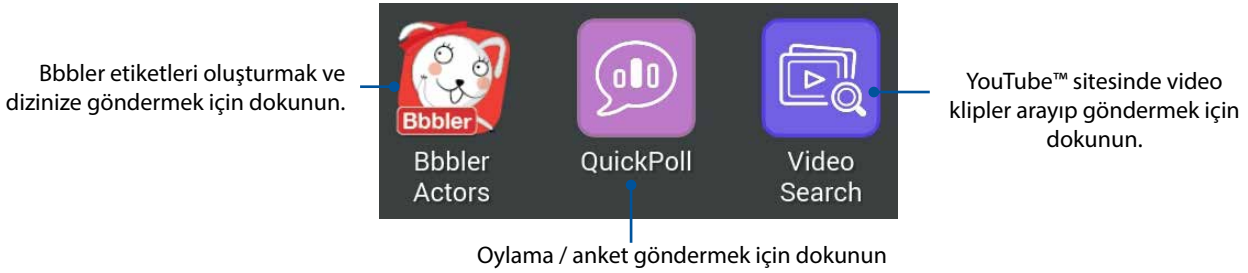 Bbbler etiketleri oluşturmak ve
dizinize göndermek için dokunun.
Bbbler
Bbbler
Actors
QuickPoll
Video
Search
YouTube™ sitesinde video
klipler arayıp göndermek için
dokunun.
Oylama / anket göndermek için dokunun